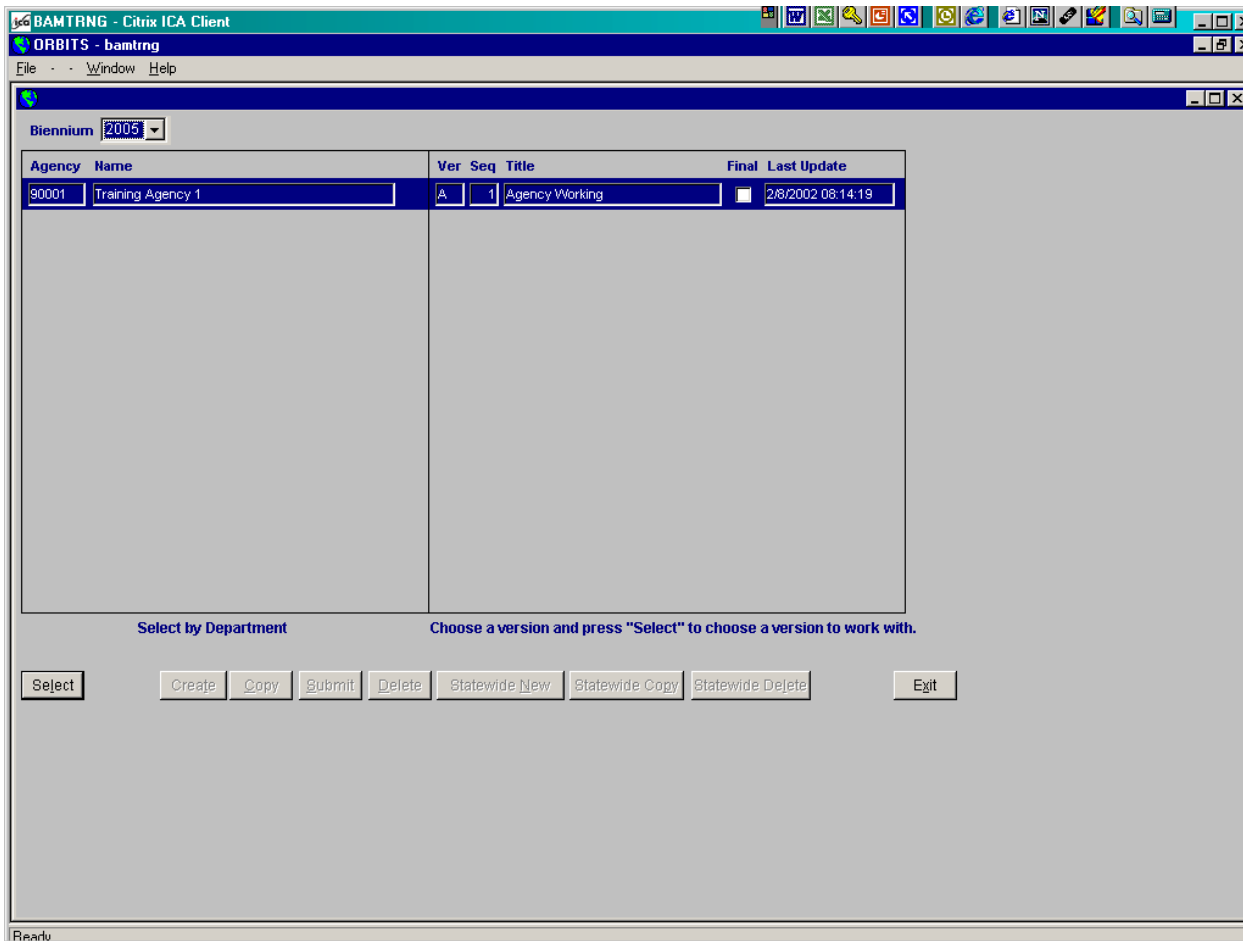 BAMTRNG - Citrix ICA Client
ORBITS - bamtrng
File - - Window Help
Biennium 2005
Agency Name Ver Seq Title Final Last Update
90001 Training Agency 1 A 1 Agency Working 2/8/2002 08:14:19
Select by Department Choose a version and press "Select" to choose a version to work with.
Select Create Copy Submit Delete Statewide New Statewide Copy Statewide Delete Exit
Ready